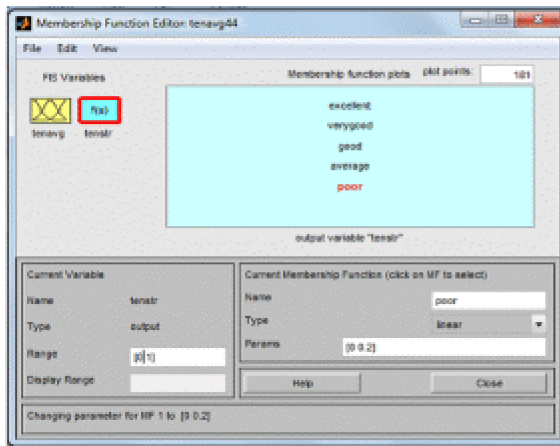 Membership Function Editor: tenavg44
File Edit View
FIS Variables
Membership function plots plot points: 181
f(u)
tenavg tenstr
excellent
verygood
good
average
poor
output variable "tenstr"
Current Variable
Name tenstr
Type output
Range [0 1]
Display Range
Current Membership Function (click on MF to select)
Name poor
Type linear
Params [0 0.2]
Help Close
Changing parameter for MF 1 to [0 0.2]